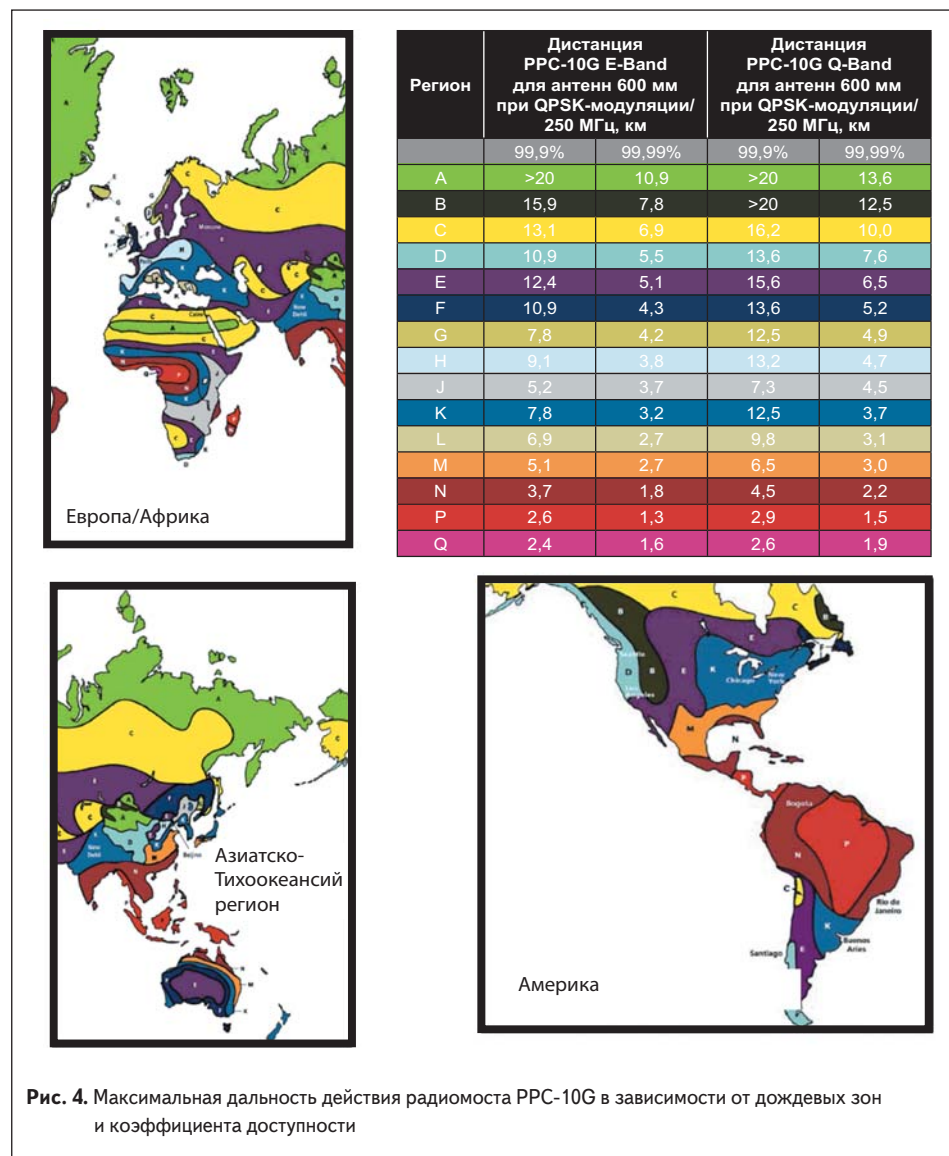 Регион
Дистанция
PPC-10G E-Band
для антенн 600 мм
при QPSK-модуляции/
250 МГц, км
Дистанция
PPC-10G Q-Band
для антенн 600 мм
при QPSK-модуляции/
250 МГц, км
99,9% 99,99% 99,9% 99,99%
A >20 10,9 >20 13,6
B 15,9 7,8 >20 12,5
C 13,1 6,9 16,2 10,0
D 10,9 5,5 13,6 7,6
E 12,4 5,1 15,6 6,5
F 10,9 4,3 13,6 5,2
G 7,8 4,2 12,5 4,9
H 9,1 3,8 13,2 4,7
J 5,2 3,7 7,3 4,5
K 7,8 3,2 12,5 3,7
L 6,9 2,7 9,8 3,1
M 5,1 2,7 6,5 3,0
N 3,7 1,8 4,5 2,2
P 2,6 1,3 2,9 1,5
Q 2,4 1,6 2,6 1,9
Moscow
Cairo
New
Dehli
Европа/Африка
New Dehli
Beijing
Азиатско-
Тихоокеансий
регион
Seattle
Chicago
New
York
Bogota
Rio de
Janeiro
Buenos
Aries
Santiago
Америка
Рис. 4. Максимальная дальность действия радиомоста PPC-10G в зависимости от дождевых зон
и коэффициента доступности